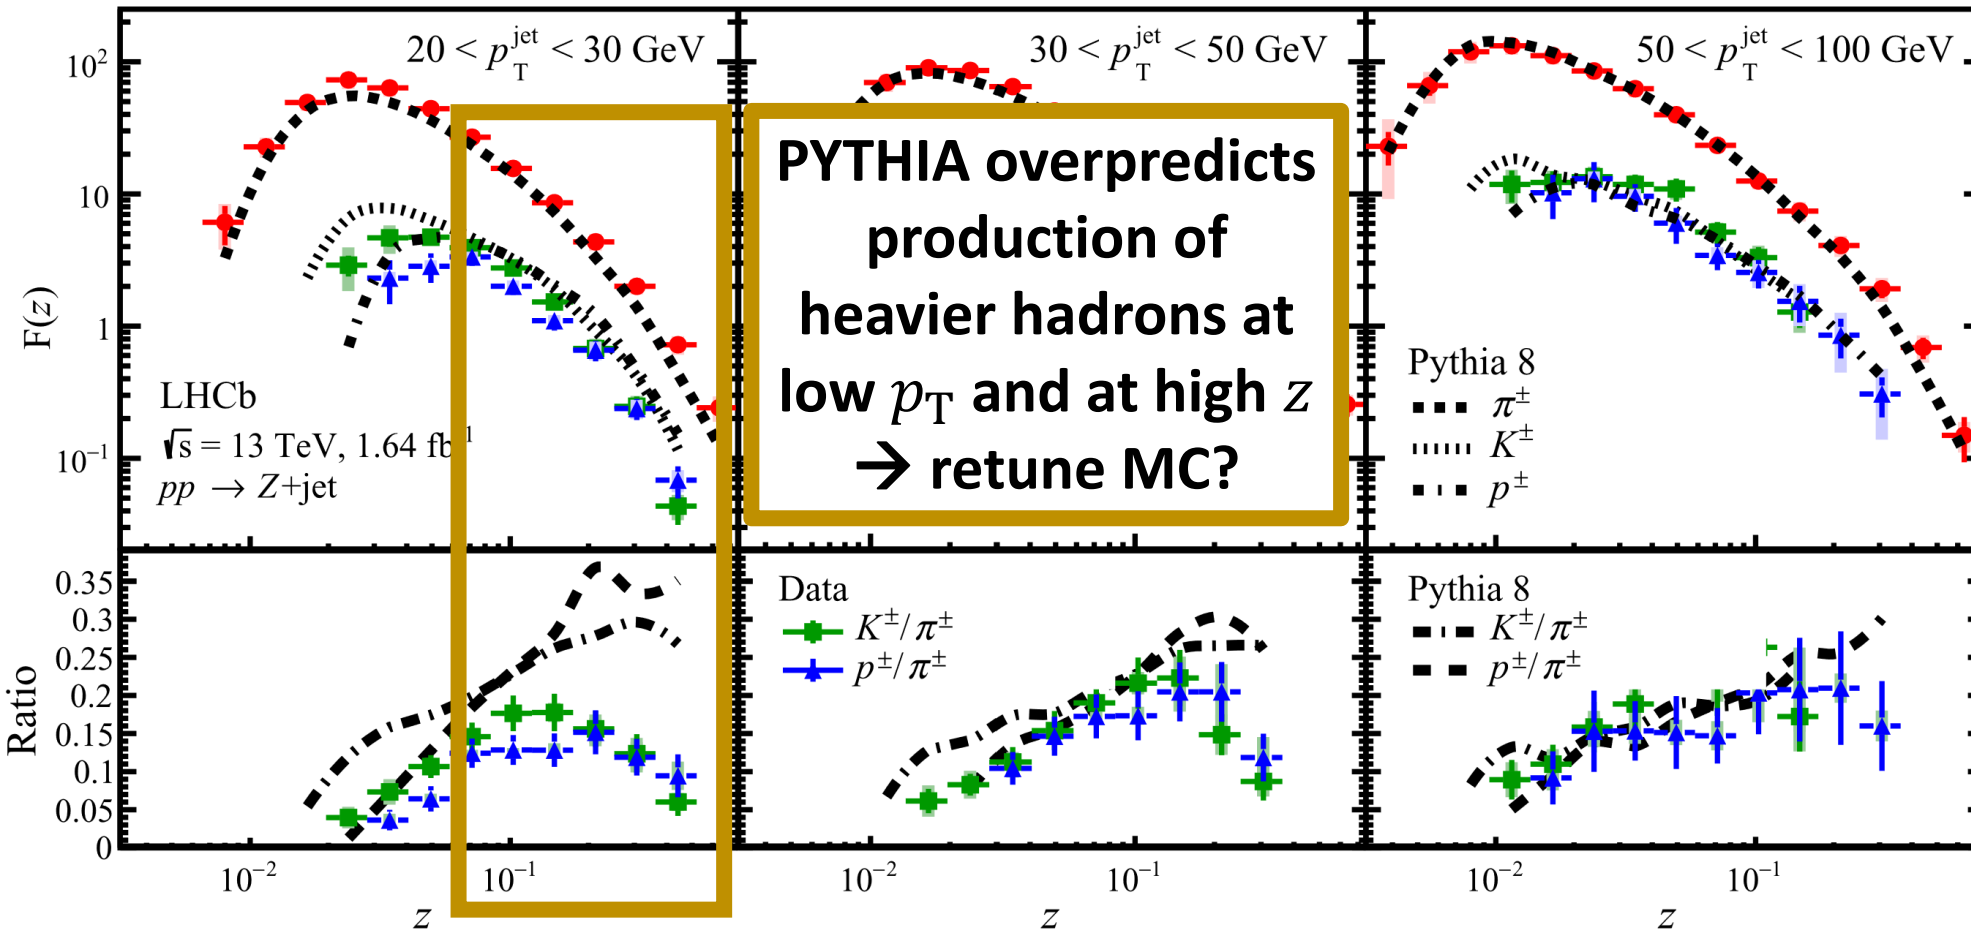 20 < p_T^jet < 30 GeV
30 < p_T^jet < 50 GeV
50 < p_T^jet < 100 GeV
10²
10
1
10⁻¹
F(z)
LHCb
√s = 13 TeV, 1.64 fb⁻¹
pp → Z+jet
PYTHIA overpredicts
production of
heavier hadrons at
low p_T and at high z
→ retune MC?
Pythia 8
π±
K±
p±
0.35
0.3
0.25
0.2
0.15
0.1
0.05
0
Ratio
Data
K±/π±
p±/π±
Pythia 8
K±/π±
p±/π±
10⁻² 10⁻¹
10⁻² 10⁻¹
10⁻² 10⁻¹
z
z
z